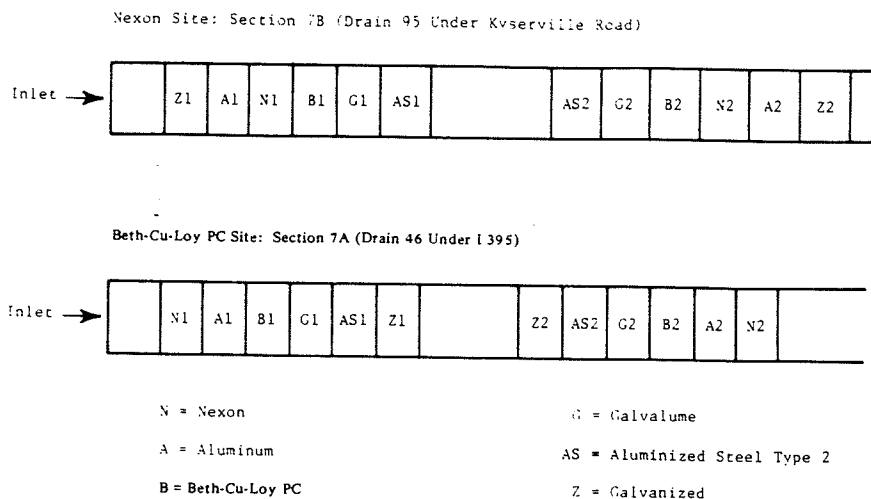 Nexon Site: Section 7B (Drain 95 Under Kyserville Road)
Inlet
Z1 A1 N1 B1 G1 AS1 AS2 G2 B2 N2 A2 Z2
Beth-Cu-Loy PC Site: Section 7A (Drain 46 Under I 395)
Inlet
N1 A1 B1 G1 AS1 Z1 Z2 AS2 G2 B2 A2 N2
N = Nexon G = Galvalume
A = Aluminum AS = Aluminized Steel Type 2
B = Beth-Cu-Loy PC Z = Galvanized